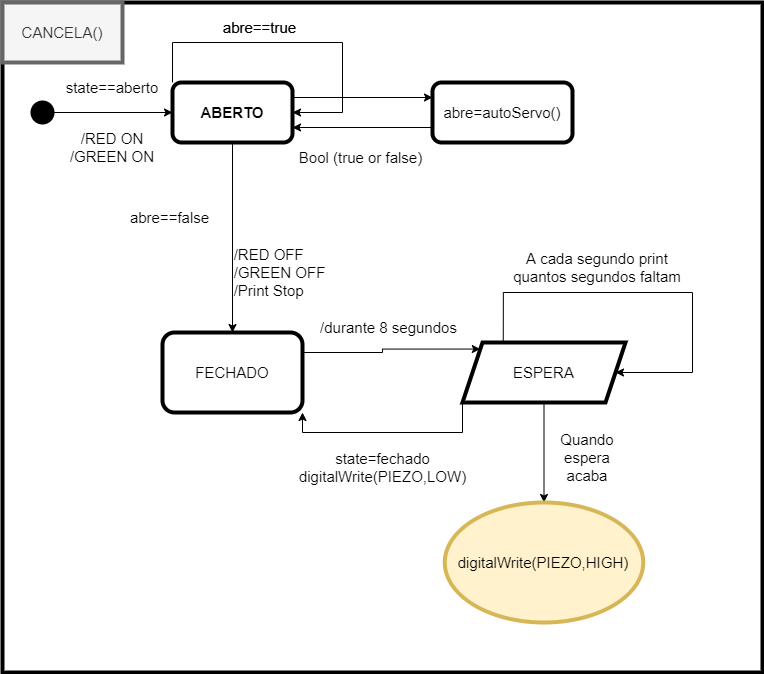 CANCELA()
abre==true
state==aberto
ABERTO
abre=autoServo()
/RED ON
/GREEN ON
Bool (true or false)
abre==false
/RED OFF
/GREEN OFF
/Print Stop
A cada segundo print
quantos segundos faltam
/durante 8 segundos
FECHADO
ESPERA
state=fechado
digitalWrite(PIEZO,LOW)
Quando
espera
acaba
digitalWrite(PIEZO,HIGH)